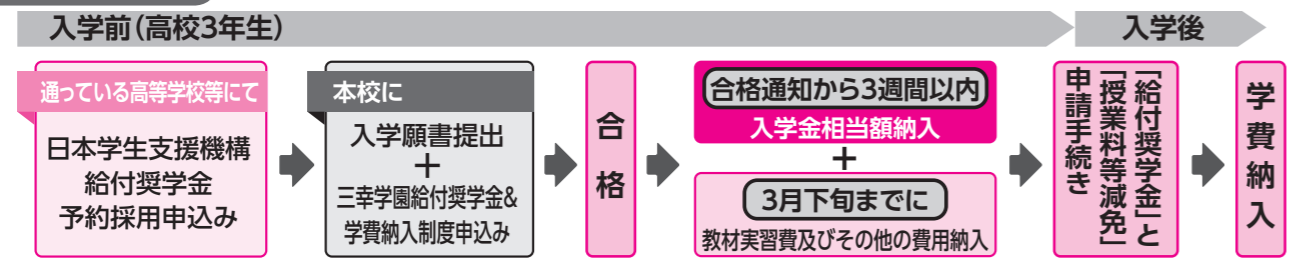 入学前(高校3年生)
入学後
通っている高等学校等にて
日本学生支援機構
給付奨学金
予約採用申込み
本校に
入学願書提出
+
三幸学園給付奨学金&
学費納入制度申込み
合格
合格通知から3週間以内
入学金相当額納入
+
3月下旬までに
教材実習費及びその他の費用納入
「給付奨学金」と
「授業料等減免」
申請手続き
学費納入